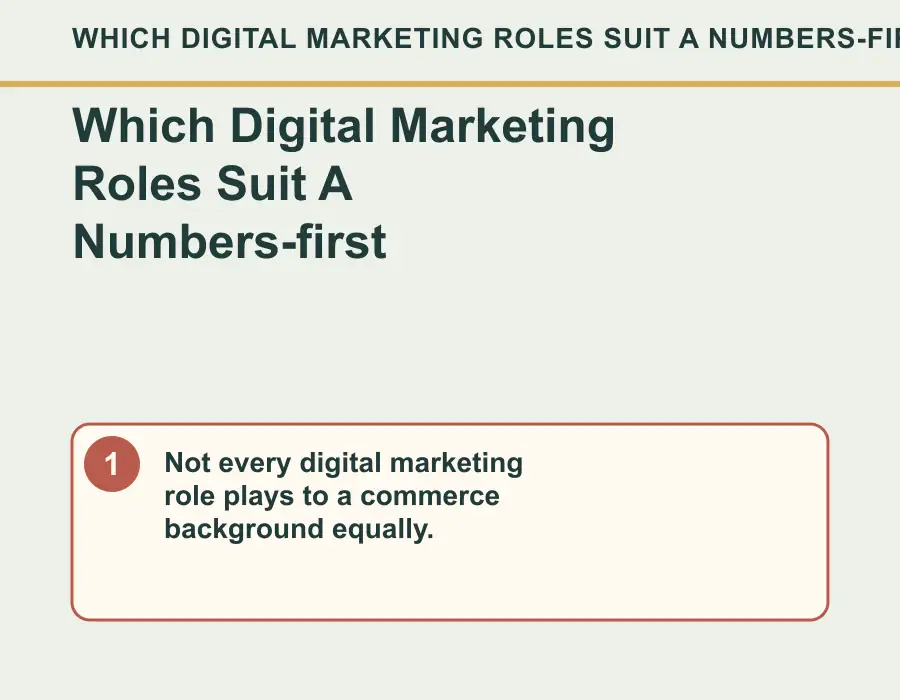 WHICH DIGITAL MARKETING ROLES SUIT A NUMBERS-FI
Which Digital Marketing
Roles Suit A
Numbers-first
1
Not every digital marketing
role plays to a commerce
background equally.